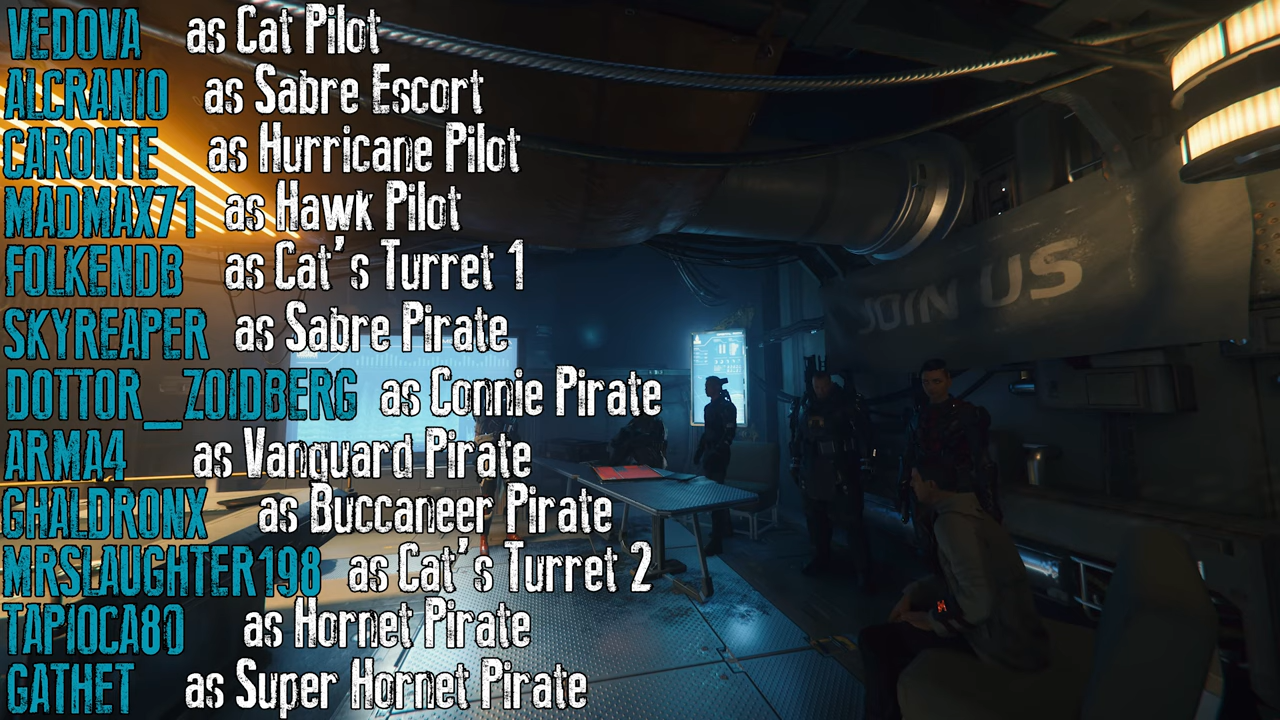 VEDOVA as Cat Pilot
ALCRANIO as Sabre Escort
CARONTE as Hurricane Pilot
MADMAX71 as Hawk Pilot
FOLKENDB as Cat's Turret 1
SKYREAPER as Sabre Pirate
DOTTOR_ZOIDBERG as Connie Pirate
ARMA4 as Vanguard Pirate
GHALDRONX as Buccaneer Pirate
MRSLAUGHTER198 as Cat's Turret 2
TAPIOCA80 as Hornet Pirate
GATHET as Super Hornet Pirate
JOIN US